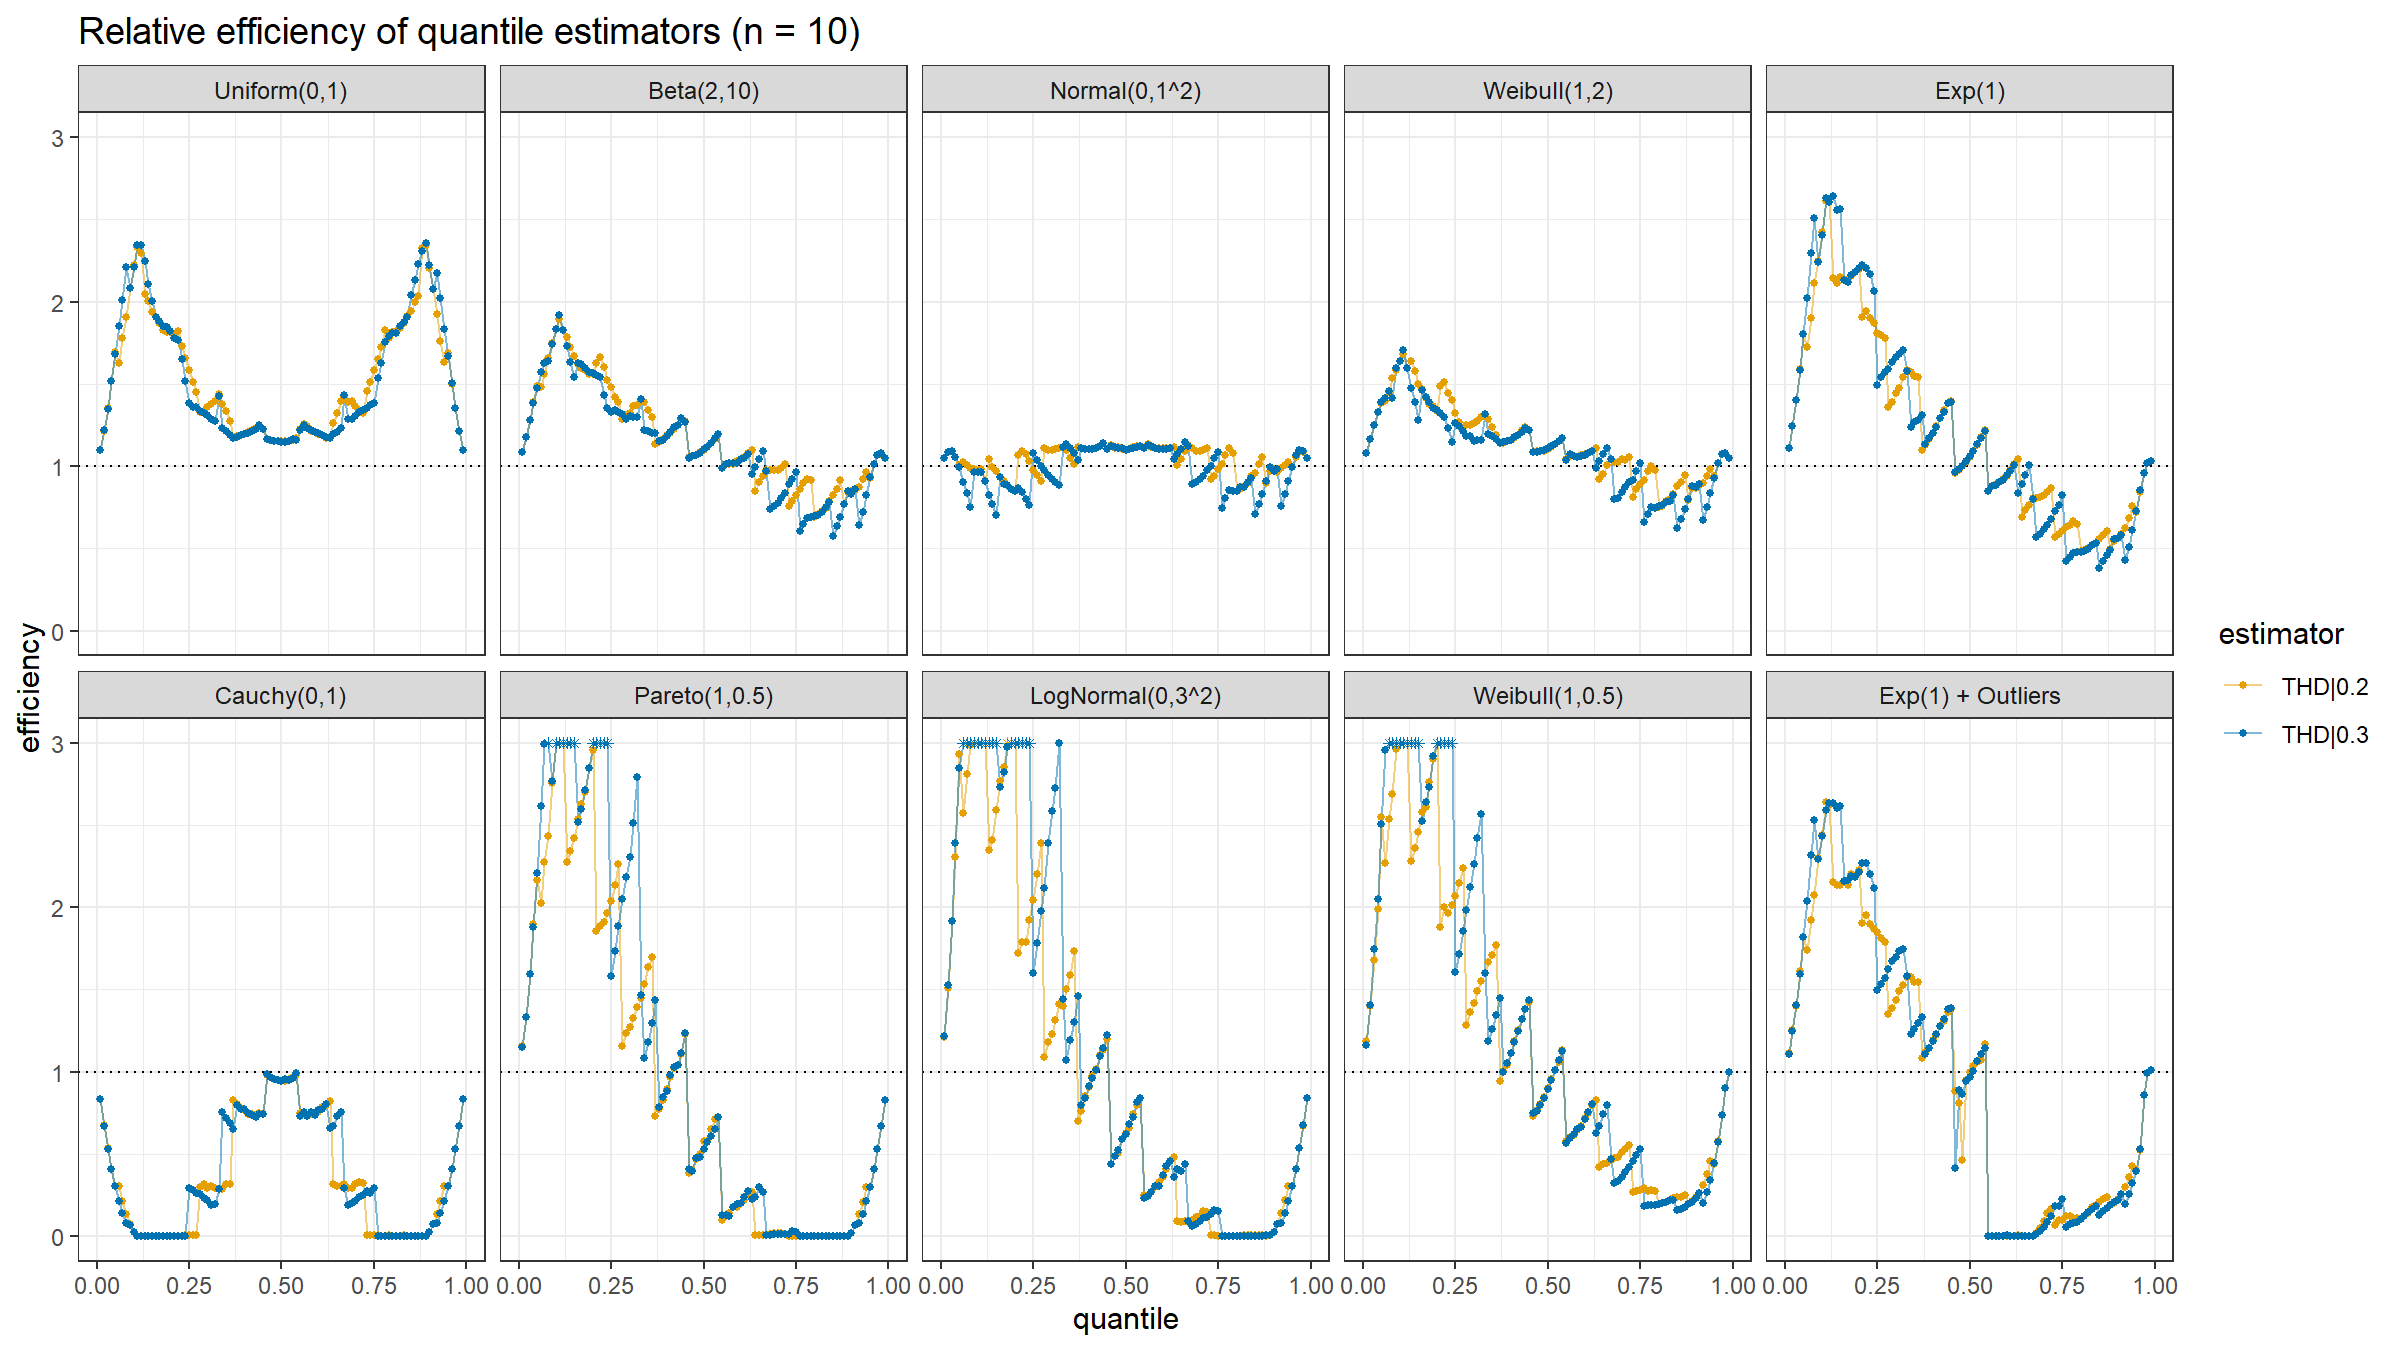 Relative efficiency of quantile estimators (n = 10)
Uniform(0,1) Beta(2,10) Normal(0,1^2) Weibull(1,2) Exp(1)
3
2
1
0
Cauchy(0,1) Pareto(1,0.5) LogNormal(0,3^2) Weibull(1,0.5) Exp(1) + Outliers
3
2
1
0
0.00 0.25 0.50 0.75 1.00 0.00 0.25 0.50 0.75 1.00 0.00 0.25 0.50 0.75 1.00 0.00 0.25 0.50 0.75 1.00 0.00 0.25 0.50 0.75 1.00
quantile
efficiency
estimator
THD|0.2
THD|0.3